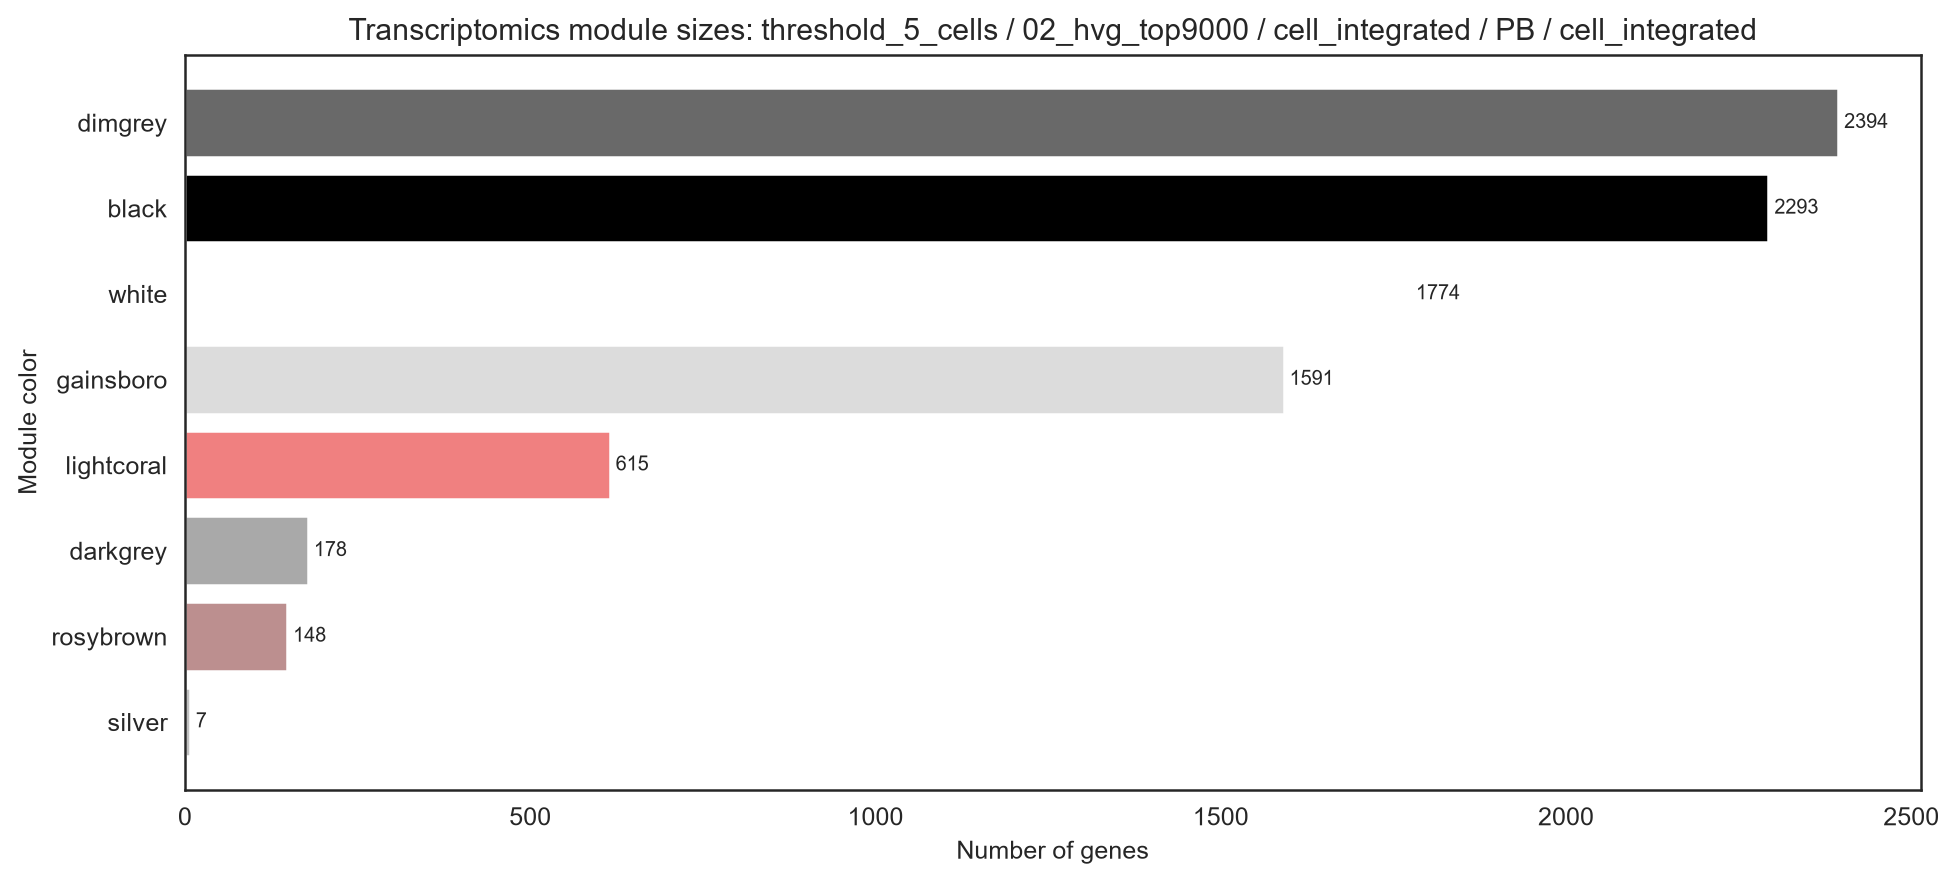 Transcriptomics module sizes: threshold_5_cells / 02_hvg_top9000 / cell_integrated / PB / cell_integrated
dimgrey
2394
black
2293
white
1774
gainsboro
1591
lightcoral
615
darkgrey
178
rosybrown
148
silver
7
Module color
0 500 1000 1500 2000 2500
Number of genes